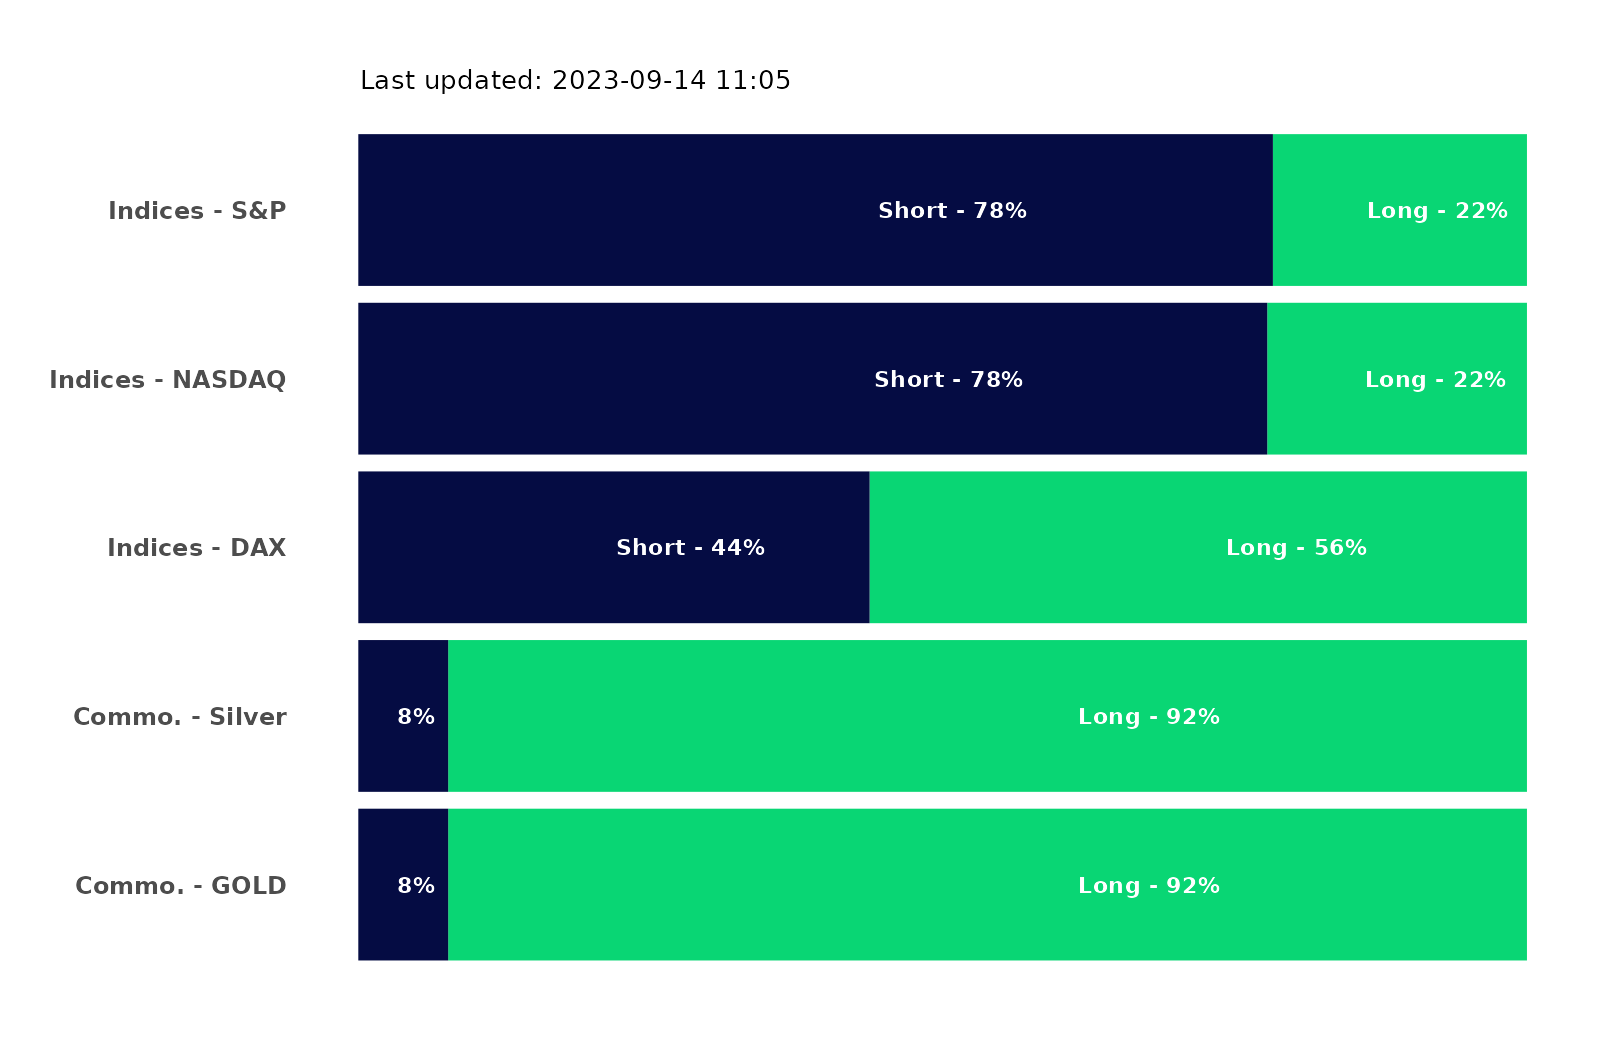 Last updated: 2023-09-14 11:05
Indices - S&P Short - 78% Long - 22%
Indices - NASDAQ Short - 78% Long - 22%
Indices - DAX Short - 44% Long - 56%
Commo. - Silver 8% Long - 92%
Commo. - GOLD 8% Long - 92%